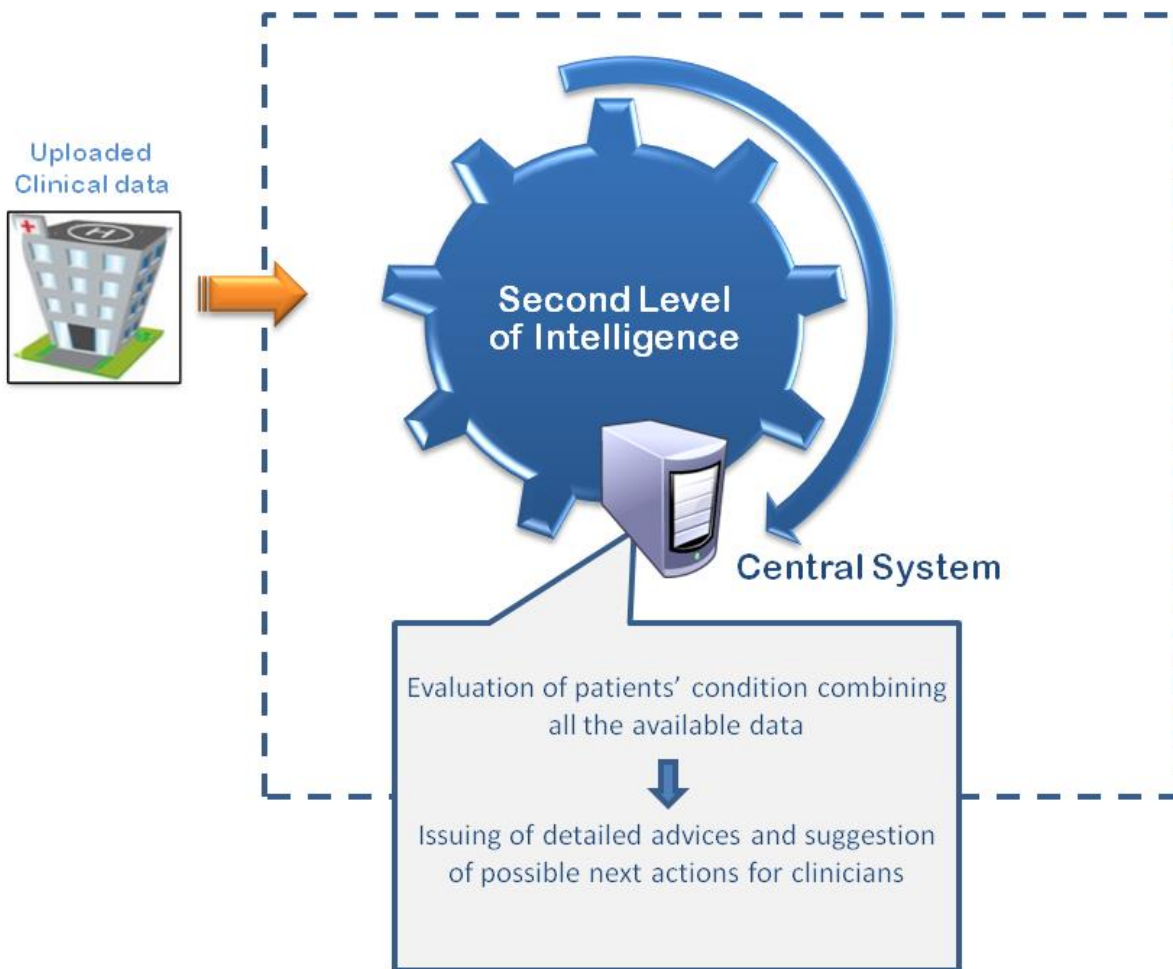 Uploaded
Clinical data
H
Second Level
of Intelligence
Central System
Evaluation of patients’ condition combining
all the available data
Issuing of detailed advices and suggestion
of possible next actions for clinicians